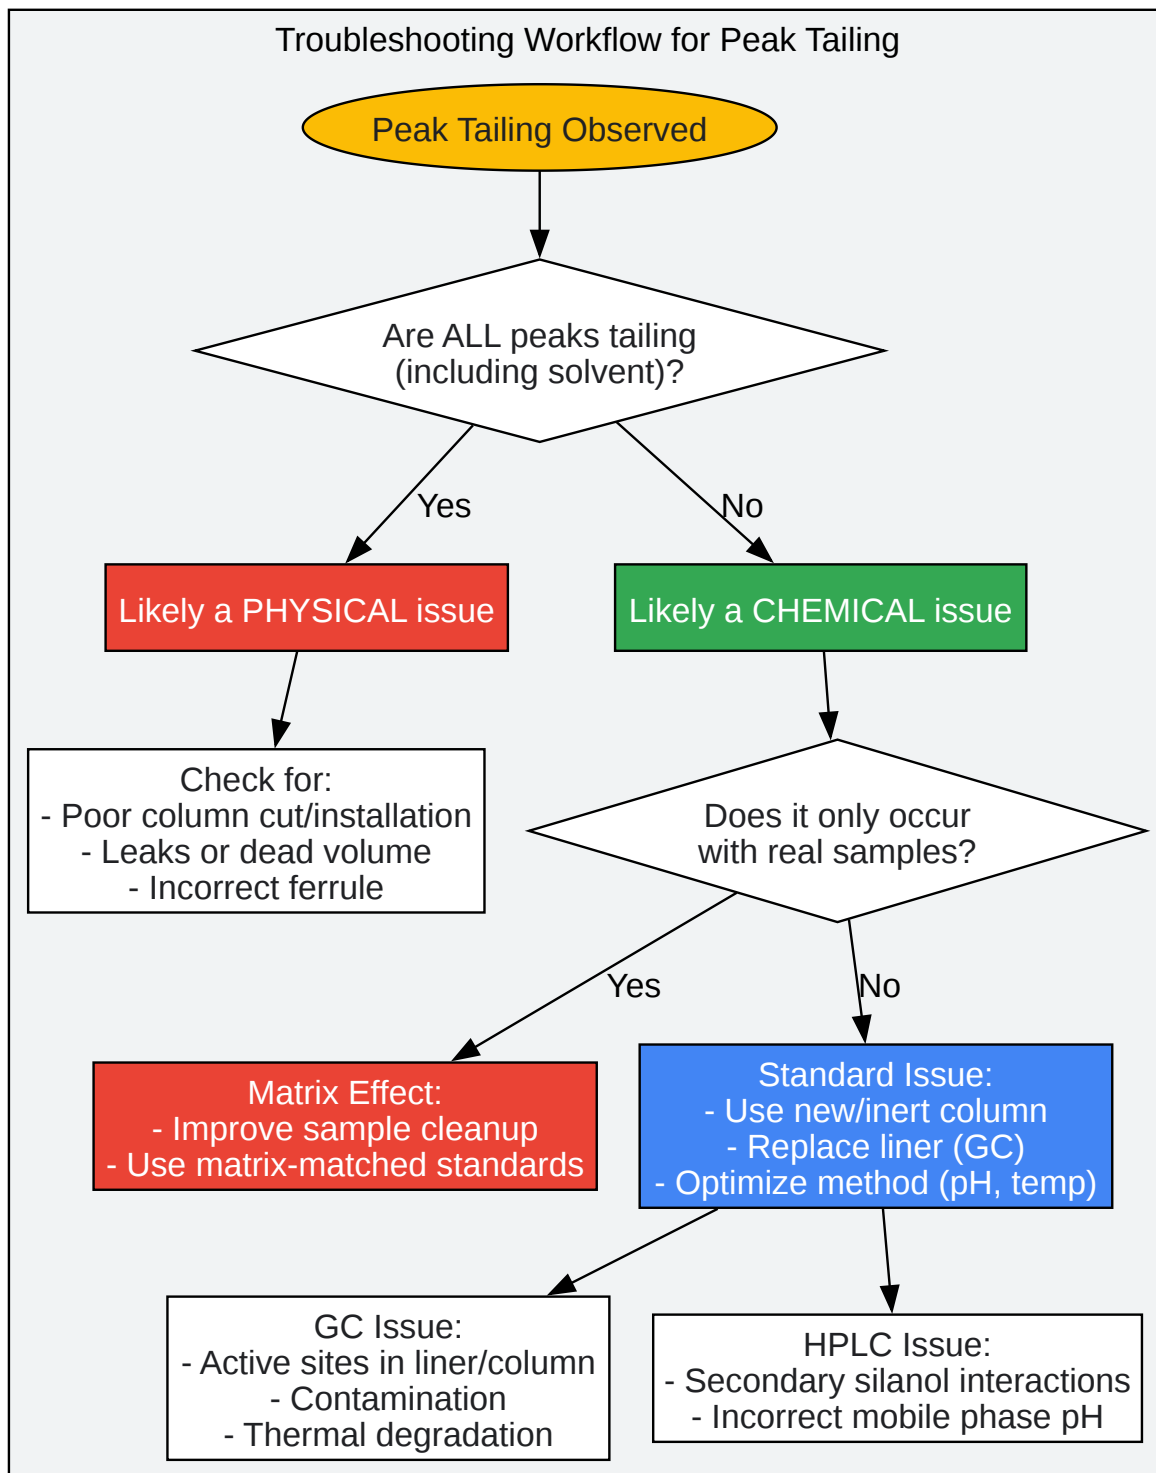 Troubleshooting Workflow for Peak Tailing
Peak Tailing Observed
Are ALL peaks tailing
(including solvent)?
Yes
No
Likely a PHYSICAL issue
Likely a CHEMICAL issue
Check for:
- Poor column cut/installation
- Leaks or dead volume
- Incorrect ferrule
Does it only occur
with real samples?
Yes
No
Matrix Effect:
- Improve sample cleanup
- Use matrix-matched standards
Standard Issue:
- Use new/inert column
- Replace liner (GC)
- Optimize method (pH, temp)
GC Issue:
- Active sites in liner/column
- Contamination
- Thermal degradation
HPLC Issue:
- Secondary silanol interactions
- Incorrect mobile phase pH